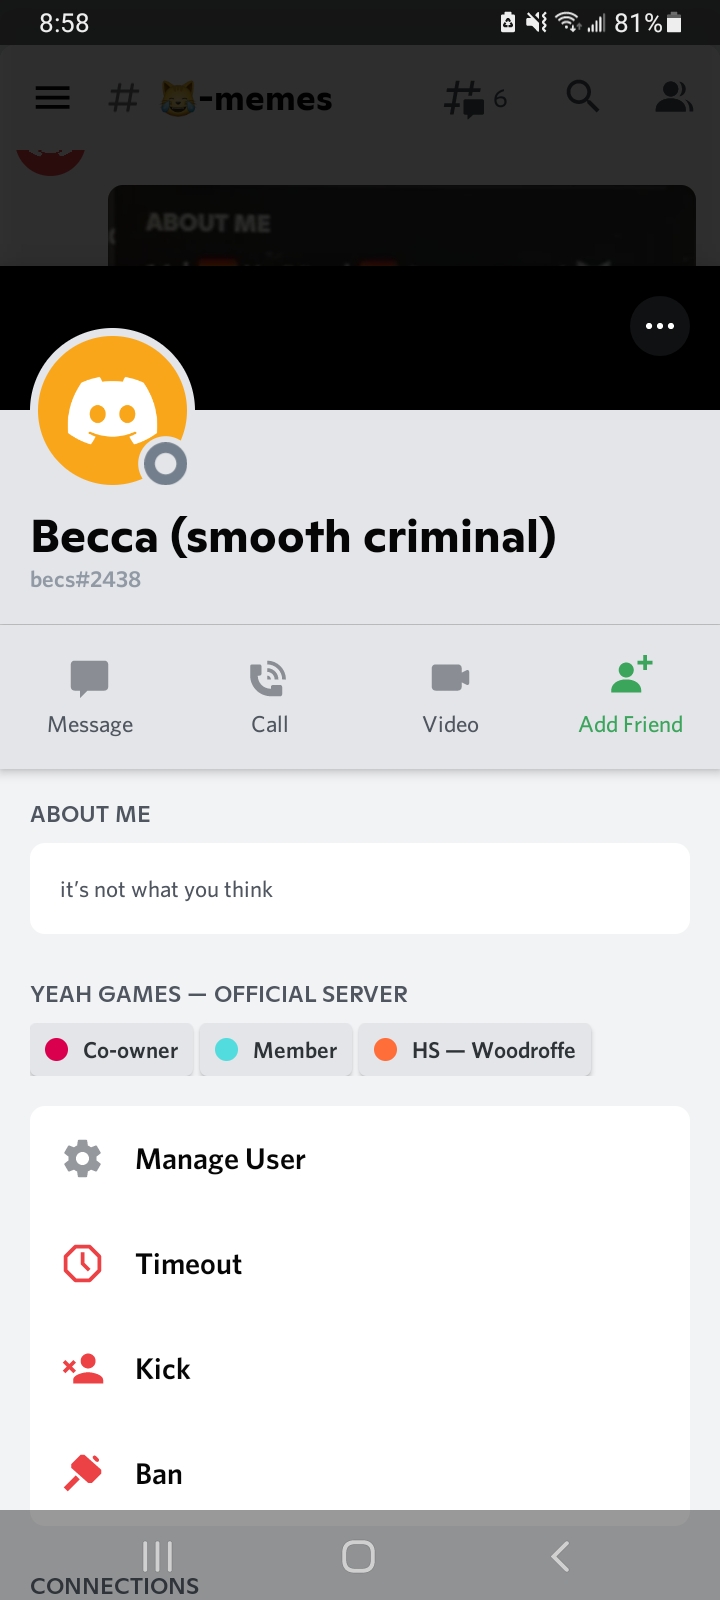 8:58
81%
# 😹-memes
6
ABOUT ME
Becca (smooth criminal)
becs#2438
Message
Call
Video
Add Friend
ABOUT ME
it's not what you think
YEAH GAMES — OFFICIAL SERVER
Co-owner
Member
HS — Woodroffe
Manage User
Timeout
Kick
Ban
CONNECTIONS